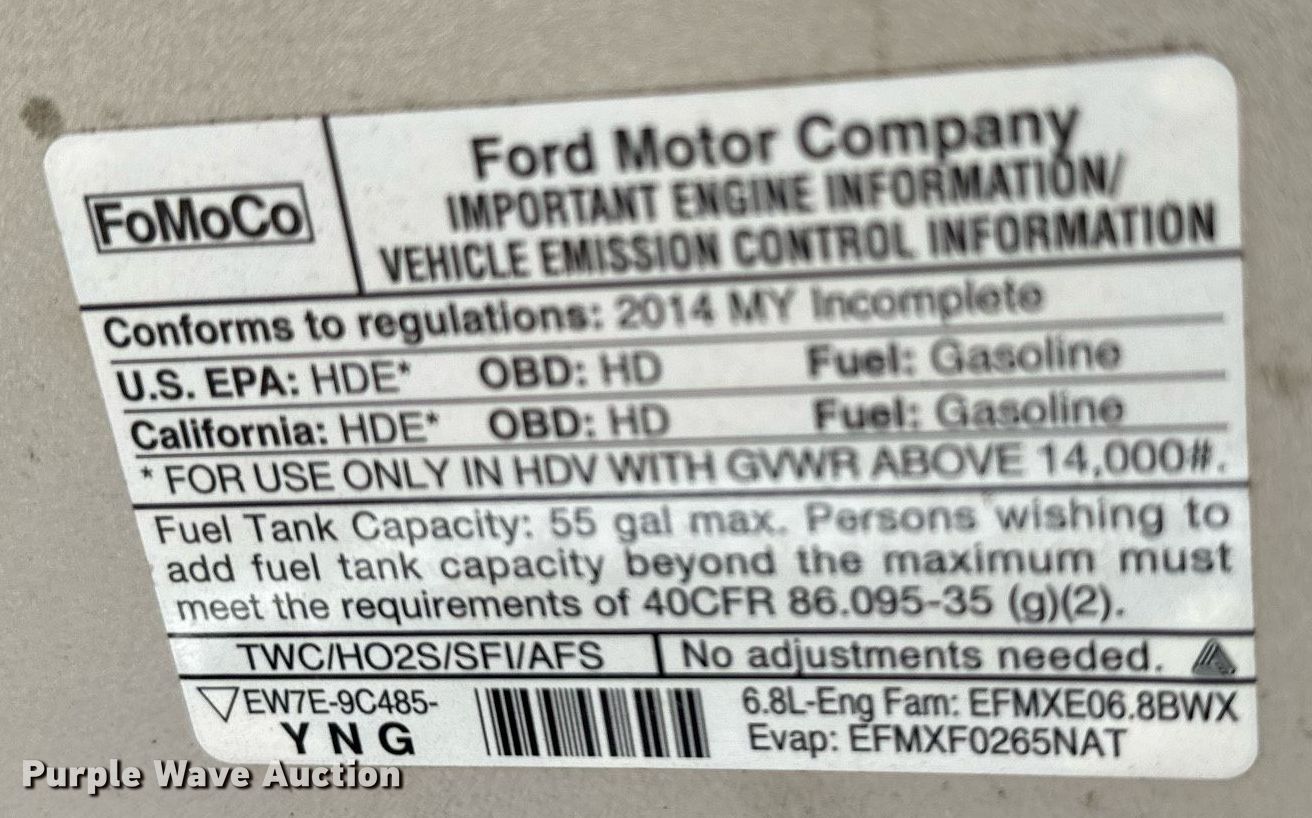 FoMoCo
Ford Motor Company
IMPORTANT ENGINE INFORMATION/
VEHICLE EMISSION CONTROL INFORMATION
Conforms to regulations: 2014 MY Incomplete
U.S. EPA: HDE* OBD: HD Fuel: Gasoline
California: HDE* OBD: HD Fuel: Gasoline
* FOR USE ONLY IN HDV WITH GVWR ABOVE 14,000#.
Fuel Tank Capacity: 55 gal max. Persons wishing to
add fuel tank capacity beyond the maximum must
meet the requirements of 40CFR 86.095-35 (g)(2).
TWC/HO2S/SFI/AFS No adjustments needed.
EW7E-9C485- 6.8L-Eng Fam: EFMXE06.8BWX
YNG Evap: EFMXF0265NAT
Purple Wave Auction